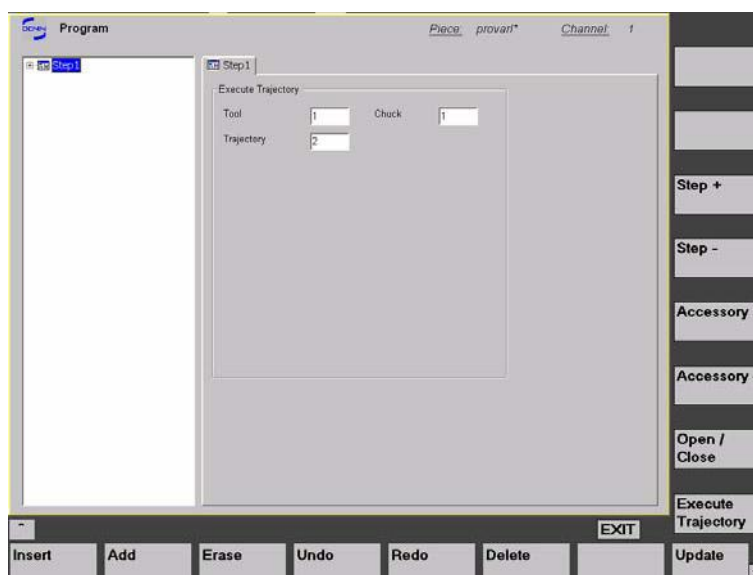 DENN Program Piece: provari* Channel: 1
Step1
Step1
Execute Trajectory
Tool 1 Chuck 1
Trajectory 2
Step +
Step -
Accessory
Accessory
Open /
Close
Execute
Trajectory
EXIT
Insert Add Erase Undo Redo Delete Update